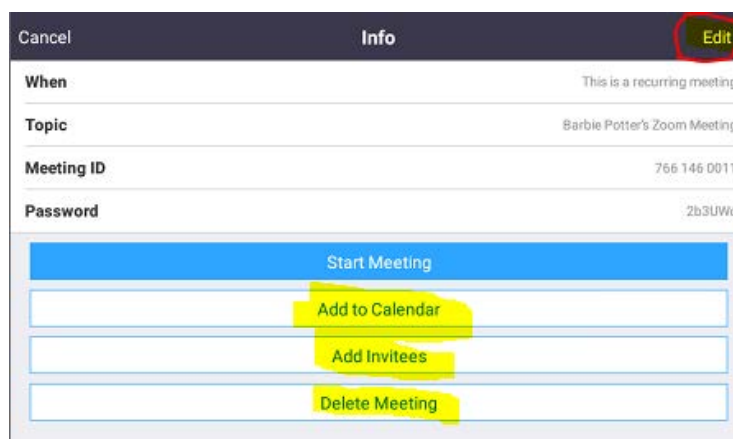 Cancel Info Edit
When This is a recurring meeting
Topic Barbie Potter's Zoom Meeting
Meeting ID 766 146 0011
Password
Start Meeting
Add to Calendar
Add Invitees
Delete Meeting